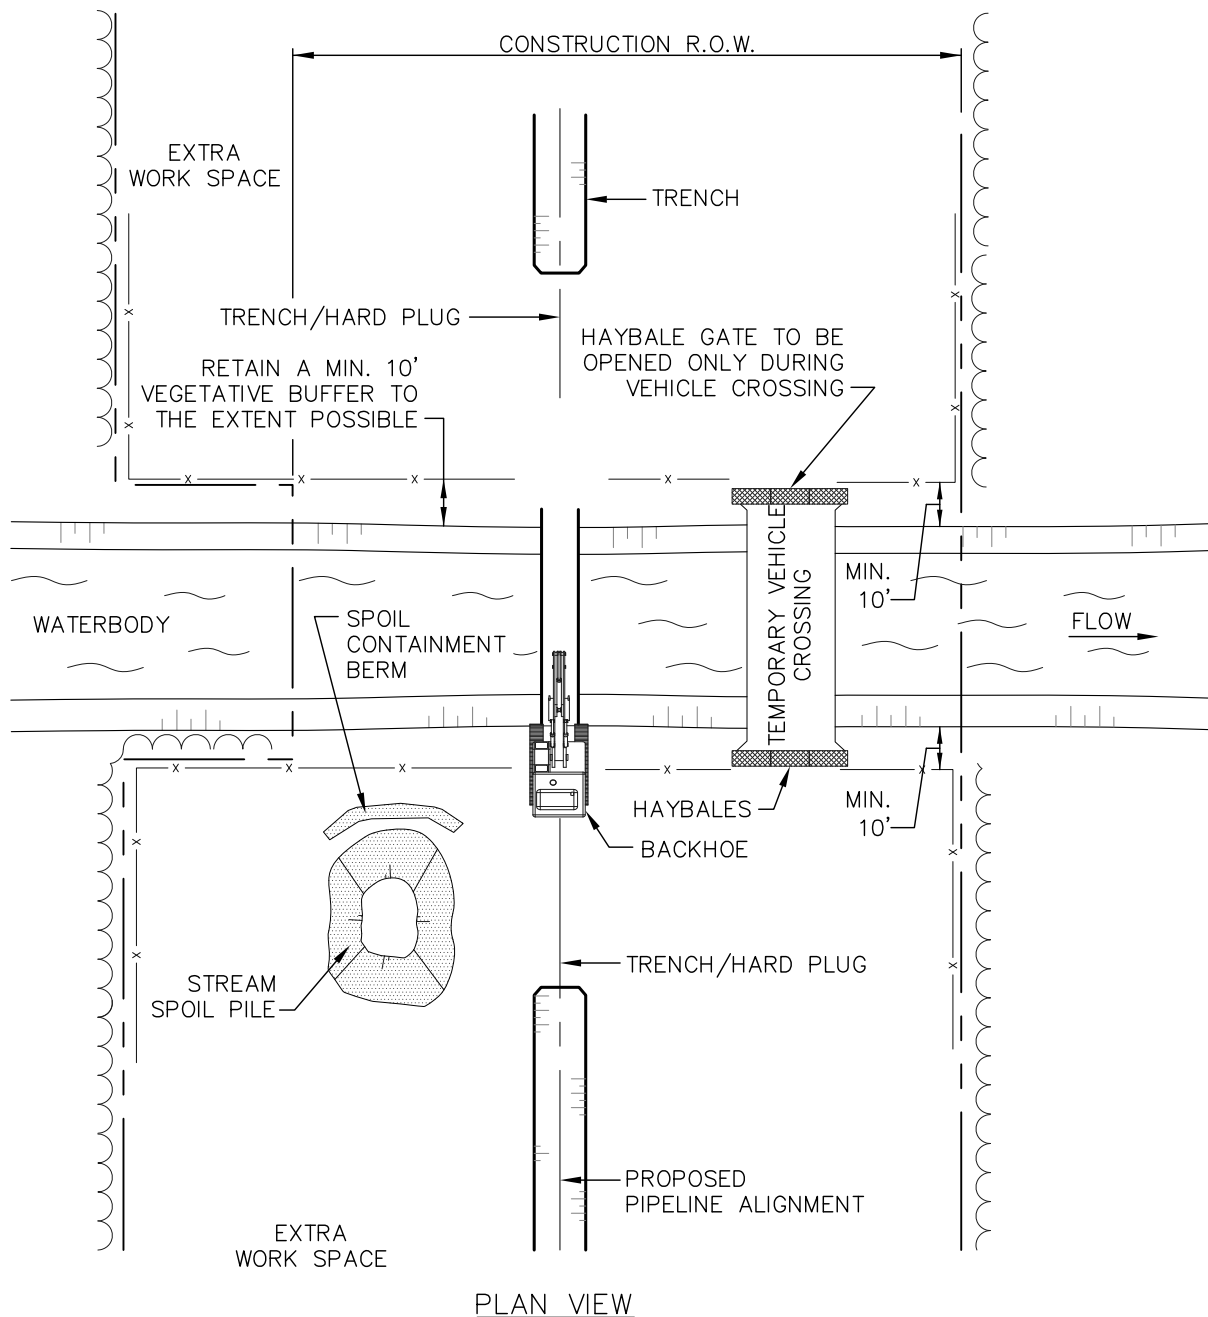 CONSTRUCTION R.O.W.
EXTRA
WORK SPACE
TRENCH
TRENCH/HARD PLUG
HAYBALE GATE TO BE
OPENED ONLY DURING
VEHICLE CROSSING
RETAIN A MIN. 10'
VEGETATIVE BUFFER TO
THE EXTENT POSSIBLE
TEMPORARY VEHICLE
CROSSING
MIN.
10'
WATERBODY
SPOIL
CONTAINMENT
BERM
FLOW
HAYBALES
MIN.
10'
BACKHOE
TRENCH/HARD PLUG
STREAM
SPOIL PILE
PROPOSED
PIPELINE ALIGNMENT
EXTRA
WORK SPACE
PLAN VIEW